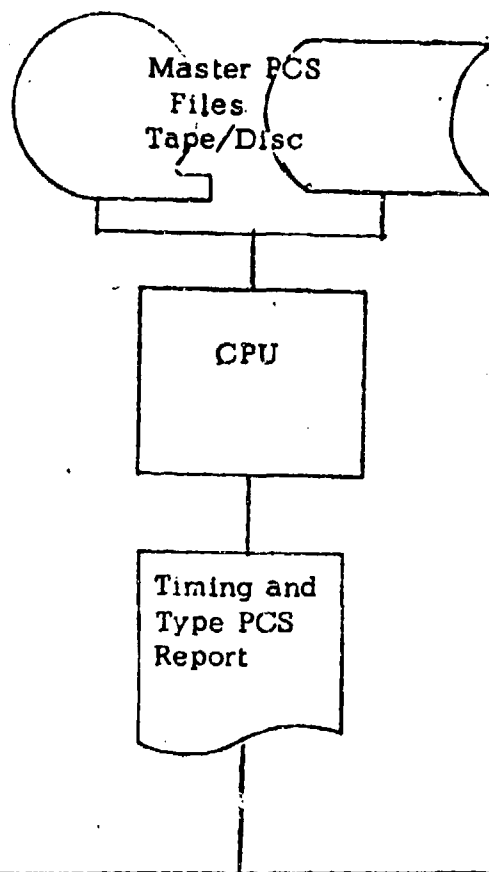 Master PCS
Files
Tape/Disc
CPU
Timing and
Type PCS
Report